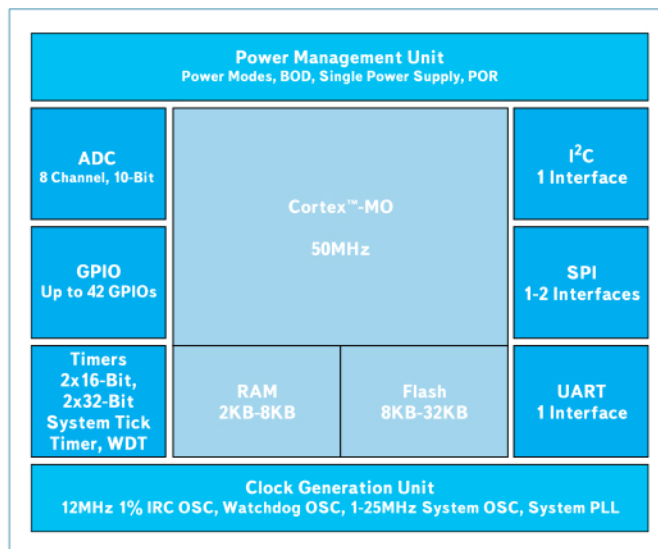 Power Management Unit
Power Modes, BOD, Single Power Supply, POR
ADC
8 Channel, 10-Bit
Cortex™-MO
50MHz
I²C
1 Interface
GPIO
Up to 42 GPIOs
SPI
1-2 Interfaces
Timers
2x16-Bit,
2x32-Bit
System Tick
Timer, WDT
RAM
2KB-8KB
Flash
8KB-32KB
UART
1 Interface
Clock Generation Unit
12MHz 1% IRC OSC, Watchdog OSC, 1-25MHz System OSC, System PLL